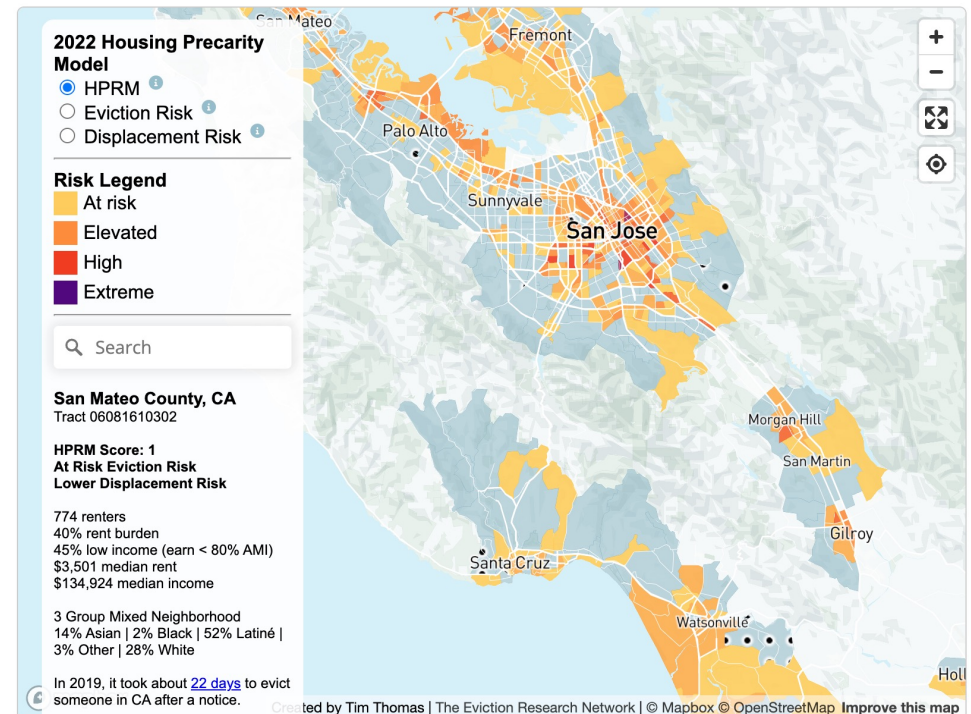 2022 Housing Precarity
Model
HPRM
Eviction Risk
Displacement Risk
Risk Legend
At risk
Elevated
High
Extreme
Search
San Mateo County, CA
Tract 06081610302
HPRM Score: 1
At Risk Eviction Risk
Lower Displacement Risk
774 renters
40% rent burden
45% low income (earn < 80% AMI)
$3,501 median rent
$134,924 median income
3 Group Mixed Neighborhood
14% Asian | 2% Black | 52% Latiné |
3% Other | 28% White
In 2019, it took about 22 days to evict
someone in CA after a notice.
San Mateo
Fremont
Palo Alto
Sunnyvale
San Jose
Morgan Hill
San Martin
Gilroy
Santa Cruz
Watsonville
Holl
Created by Tim Thomas | The Eviction Research Network | © Mapbox © OpenStreetMap Improve this map